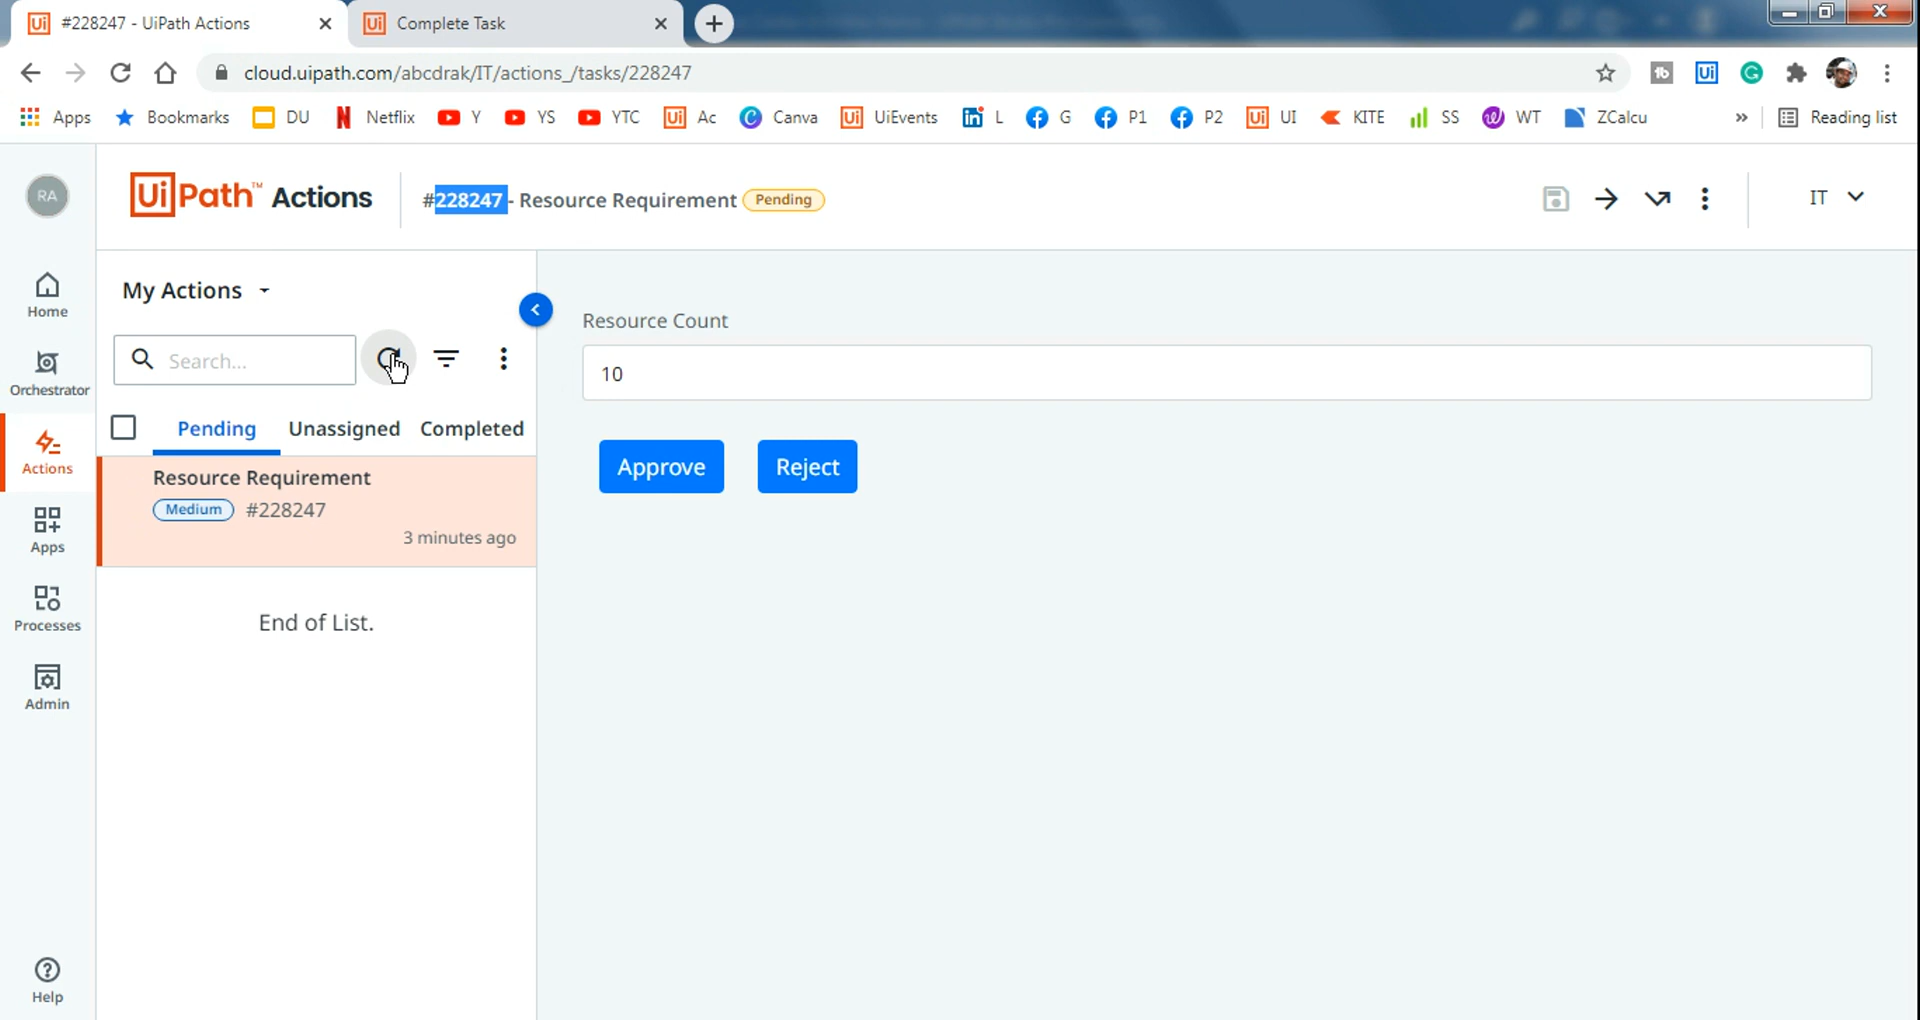 #228247 - UiPath Actions
Complete Task
cloud.uipath.com/abcdrak/IT/actions_/tasks/228247
Apps Bookmarks DU Netflix Y YS YTC Ac Canva UiEvents L G P1 P2 UI KITE SS WT ZCalcu » Reading list
RA
UiPath™ Actions
#228247 - Resource Requirement Pending
IT
Home
Orchestrator
Actions
Apps
Processes
Admin
Help
My Actions
Search...
Pending Unassigned Completed
Resource Requirement
Medium #228247
3 minutes ago
End of List.
Resource Count
10
Approve Reject